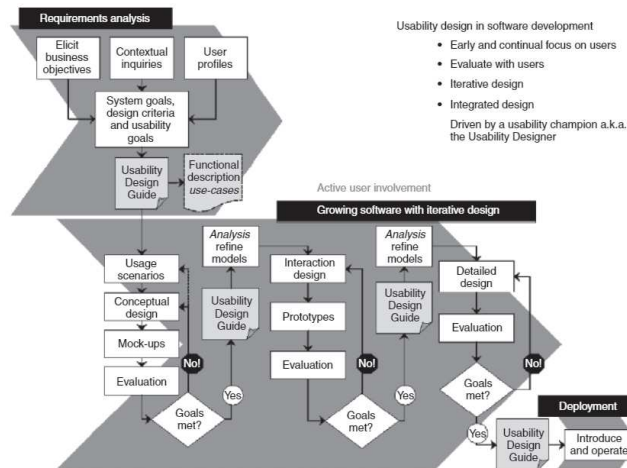 Requirements analysis
Elicit
business
objectives
Contextual
inquiries
User
profiles
System goals,
design criteria
and usability
goals
Usability
Design
Guide
Functional
description
use-cases
Usability design in software development
• Early and continual focus on users
• Evaluate with users
• Iterative design
• Integrated design
Driven by a usability champion a.k.a.
the Usability Designer
Active user involvement
Growing software with iterative design
Usage
scenarios
Conceptual
design
Mock-ups
Evaluation
No!
Goals
met?
Yes
Analysis
refine
models
Usability
Design
Guide
Interaction
design
Prototypes
Evaluation
No!
Goals
met?
Yes
Analysis
refine
models
Usability
Design
Guide
Detailed
design
Evaluation
No!
Goals
met?
Yes
Deployment
Usability
Design
Guide
Introduce
and operate